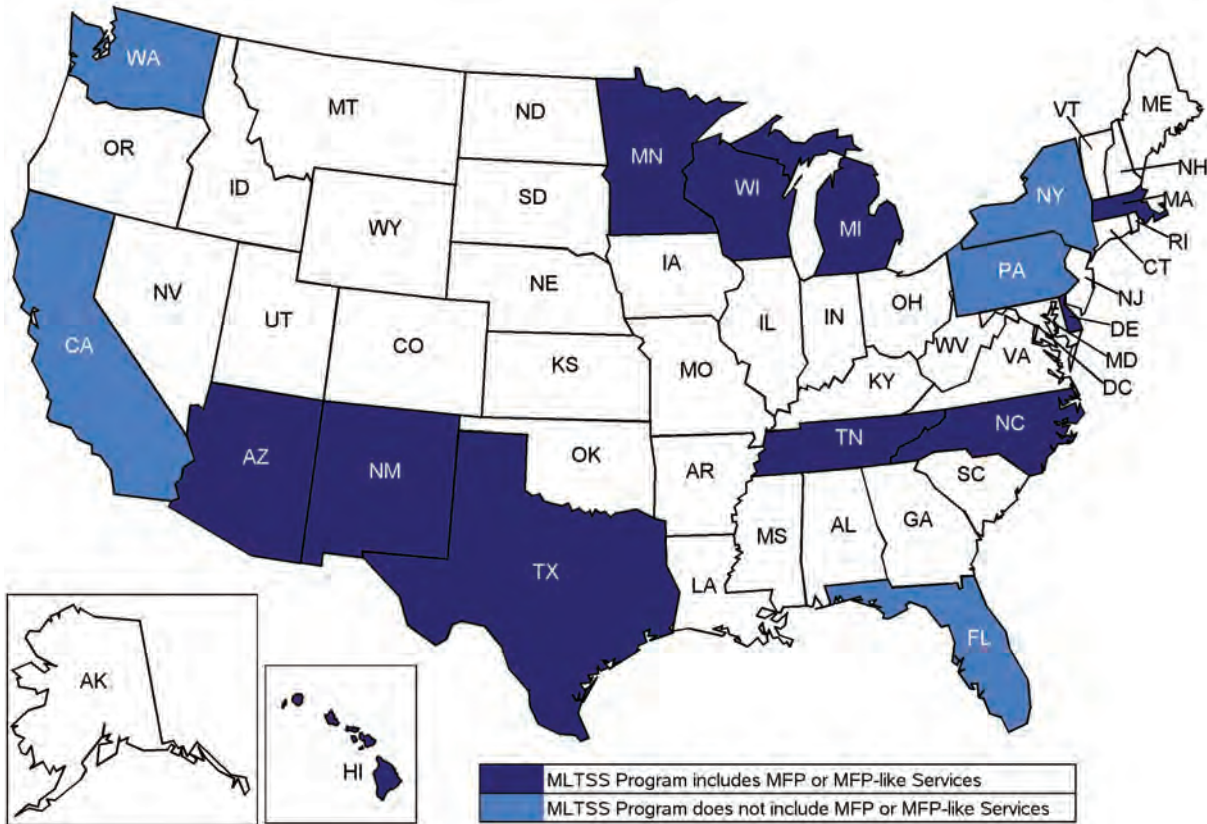 WA
MT
ND
VT
ME
OR
MN
ID
SD
WI
NH
NY
MA
WY
MI
RI
IA
CT
PA
NE
NV
NJ
OH
UT
IL
IN
DE
CA
CO
WV
VA
MD
KS
MO
KY
DC
NC
TN
AZ
OK
NM
AR
SC
MS
AL
GA
TX
LA
FL
AK
HI
MLTSS Program includes MFP or MFP-like Services
MLTSS Program does not include MFP or MFP-like Services